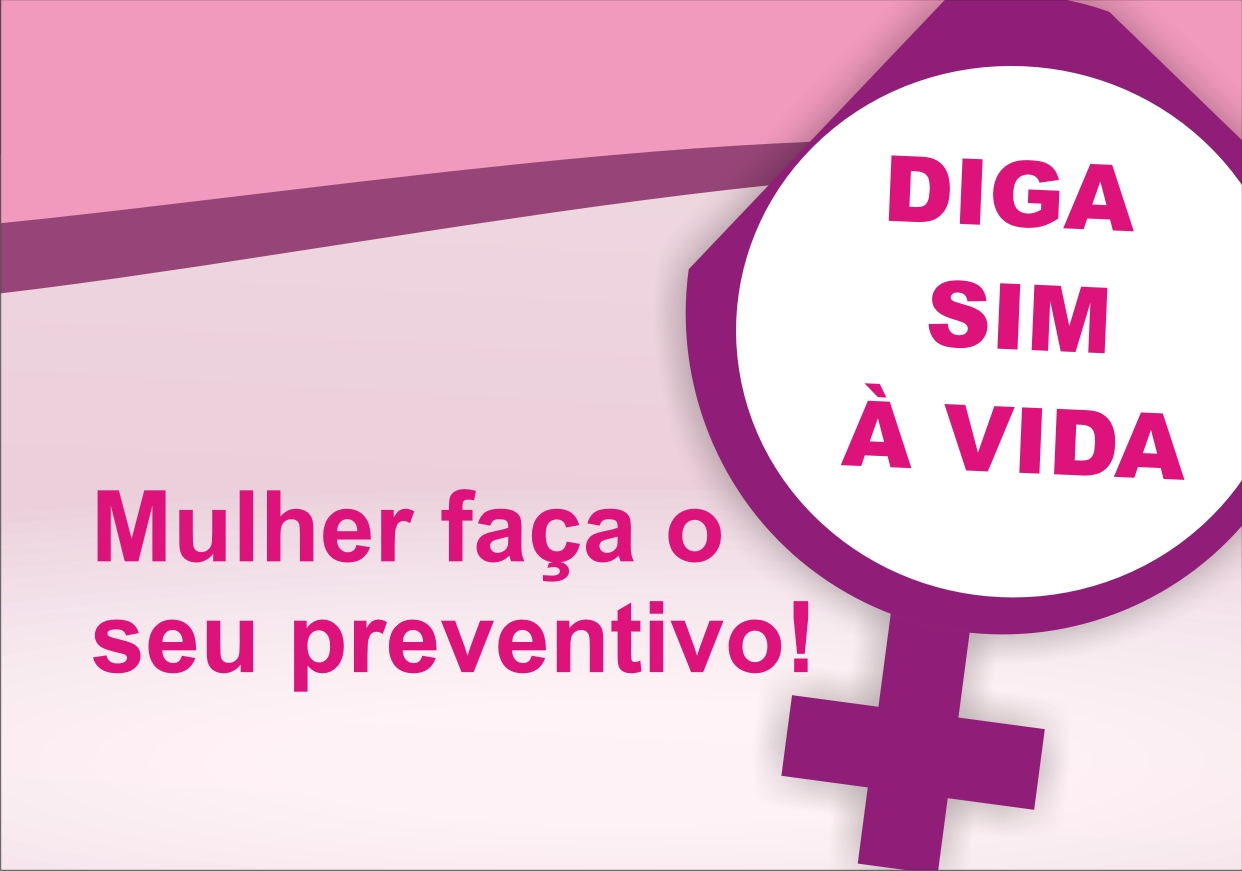 DIGA
SIM
À VIDA
Mulher faça o
seu preventivo!